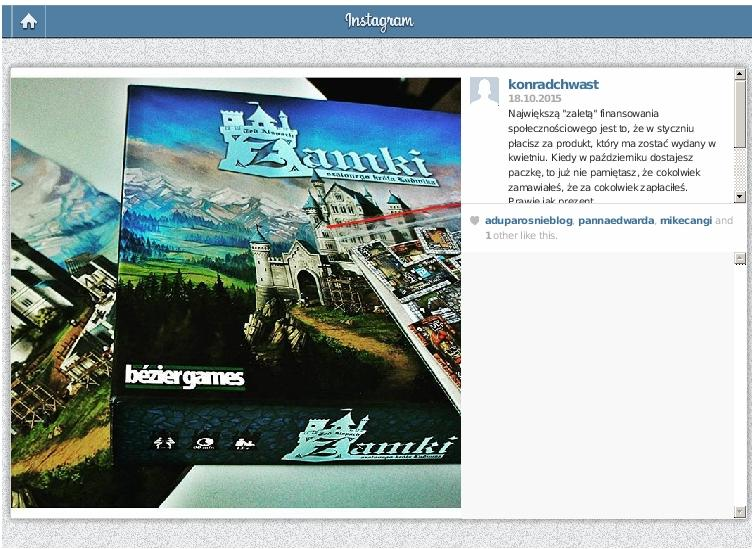 Instagram
konradchwast
18.10.2015
Największą "zaletą" finansowania
społecznościowego jest to, że w styczniu
płacisz za produkt, który ma zostać wydany w
kwietniu. Kiedy w październiku dostajesz
paczkę, to już nie pamiętasz, że cokolwiek
zamawiałeś, że za cokolwiek zapłaciłeś.
Prawie jak prezent
aduparosnieblog, pannaedwarda, mikecangi and
1 other like this.
Ted Alspach
Zamki
szalonego króla Ludwika
béziergames
Zamki
szalonego króla Ludwika